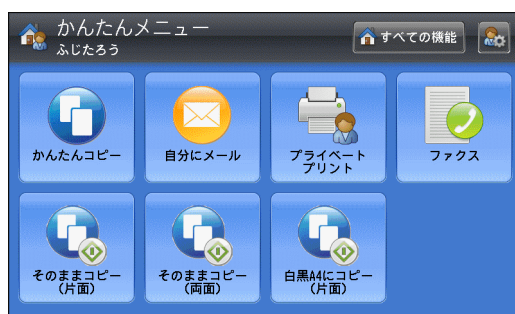 かんたんメニュー
ふじたろう
すべての機能
かんたんコピー
自分にメール
プライベート
プリント
ファクス
そのままコピー
(片面)
そのままコピー
(両面)
白黒A4にコピー
(片面)